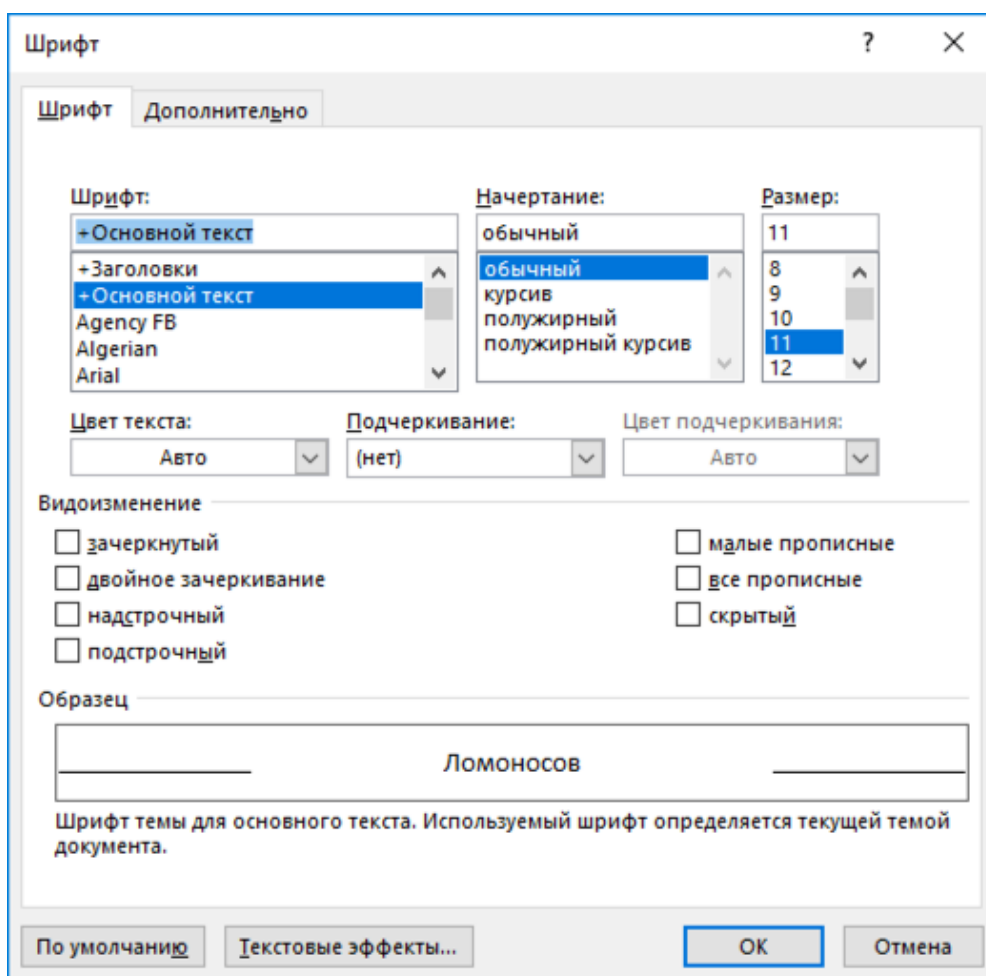 Шрифт ? ×
Шрифт Дополнительно
Шрифт: Начертание: Размер:
+Основной текст обычный 11
+Заголовки обычный 8
+Основной текст курсив 9
Agency FB полужирный 10
Algerian полужирный курсив 11
Arial 12
Цвет текста: Подчеркивание: Цвет подчеркивания:
Авто (нет) Авто
Видоизменение
зачеркнутый малые прописные
двойное зачеркивание все прописные
надстрочный скрытый
подстрочный
Образец
Ломоносов
Шрифт темы для основного текста. Используемый шрифт определяется текущей темой
документа.
По умолчанию Текстовые эффекты... ОК Отмена